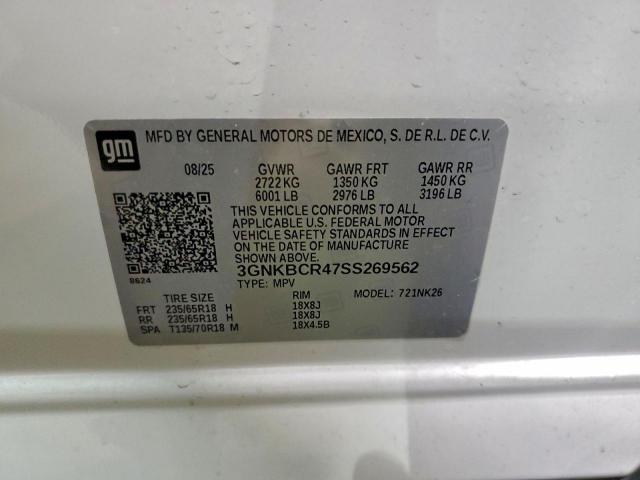 gm
MFD BY GENERAL MOTORS DE MEXICO, S. DE R.L. DE C.V.
08/25 GVWR GAWR FRT GAWR RR
2722 KG 1350 KG 1450 KG
6001 LB 2976 LB 3196 LB
THIS VEHICLE CONFORMS TO ALL
APPLICABLE U.S. FEDERAL MOTOR
VEHICLE SAFETY STANDARDS IN EFFECT
ON THE DATE OF MANUFACTURE
SHOWN ABOVE.
3GNKBCR47SS269562
8624 TYPE: MPV
TIRE SIZE RIM MODEL: 721NK26
FRT 235/65R18 H 18X8J
RR 235/65R18 H 18X8J
SPA T135/70R18 M 18X4.5B